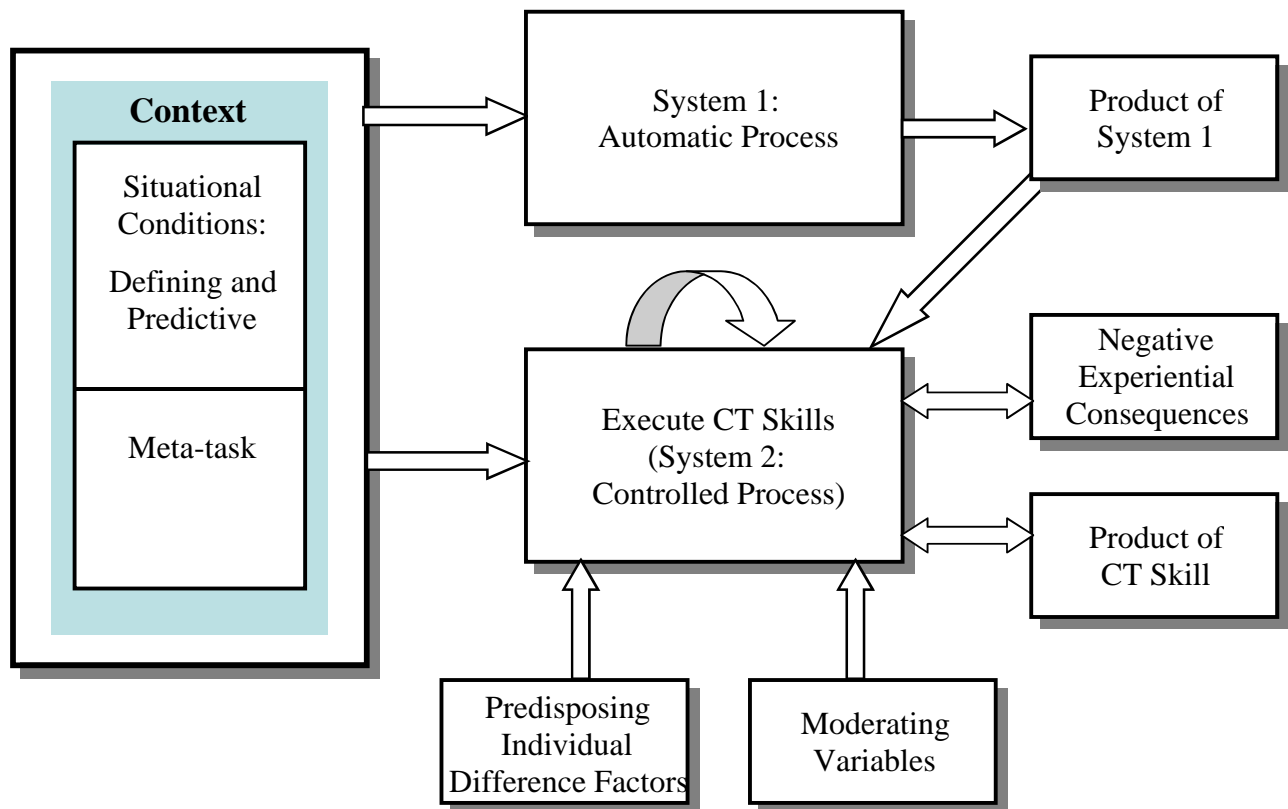 Context
Situational
Conditions:
Defining and
Predictive
Meta-task
System 1:
Automatic Process
Product of
System 1
Execute CT Skills
(System 2:
Controlled Process)
Negative
Experiential
Consequences
Product of
CT Skill
Predisposing
Individual
Difference Factors
Moderating
Variables